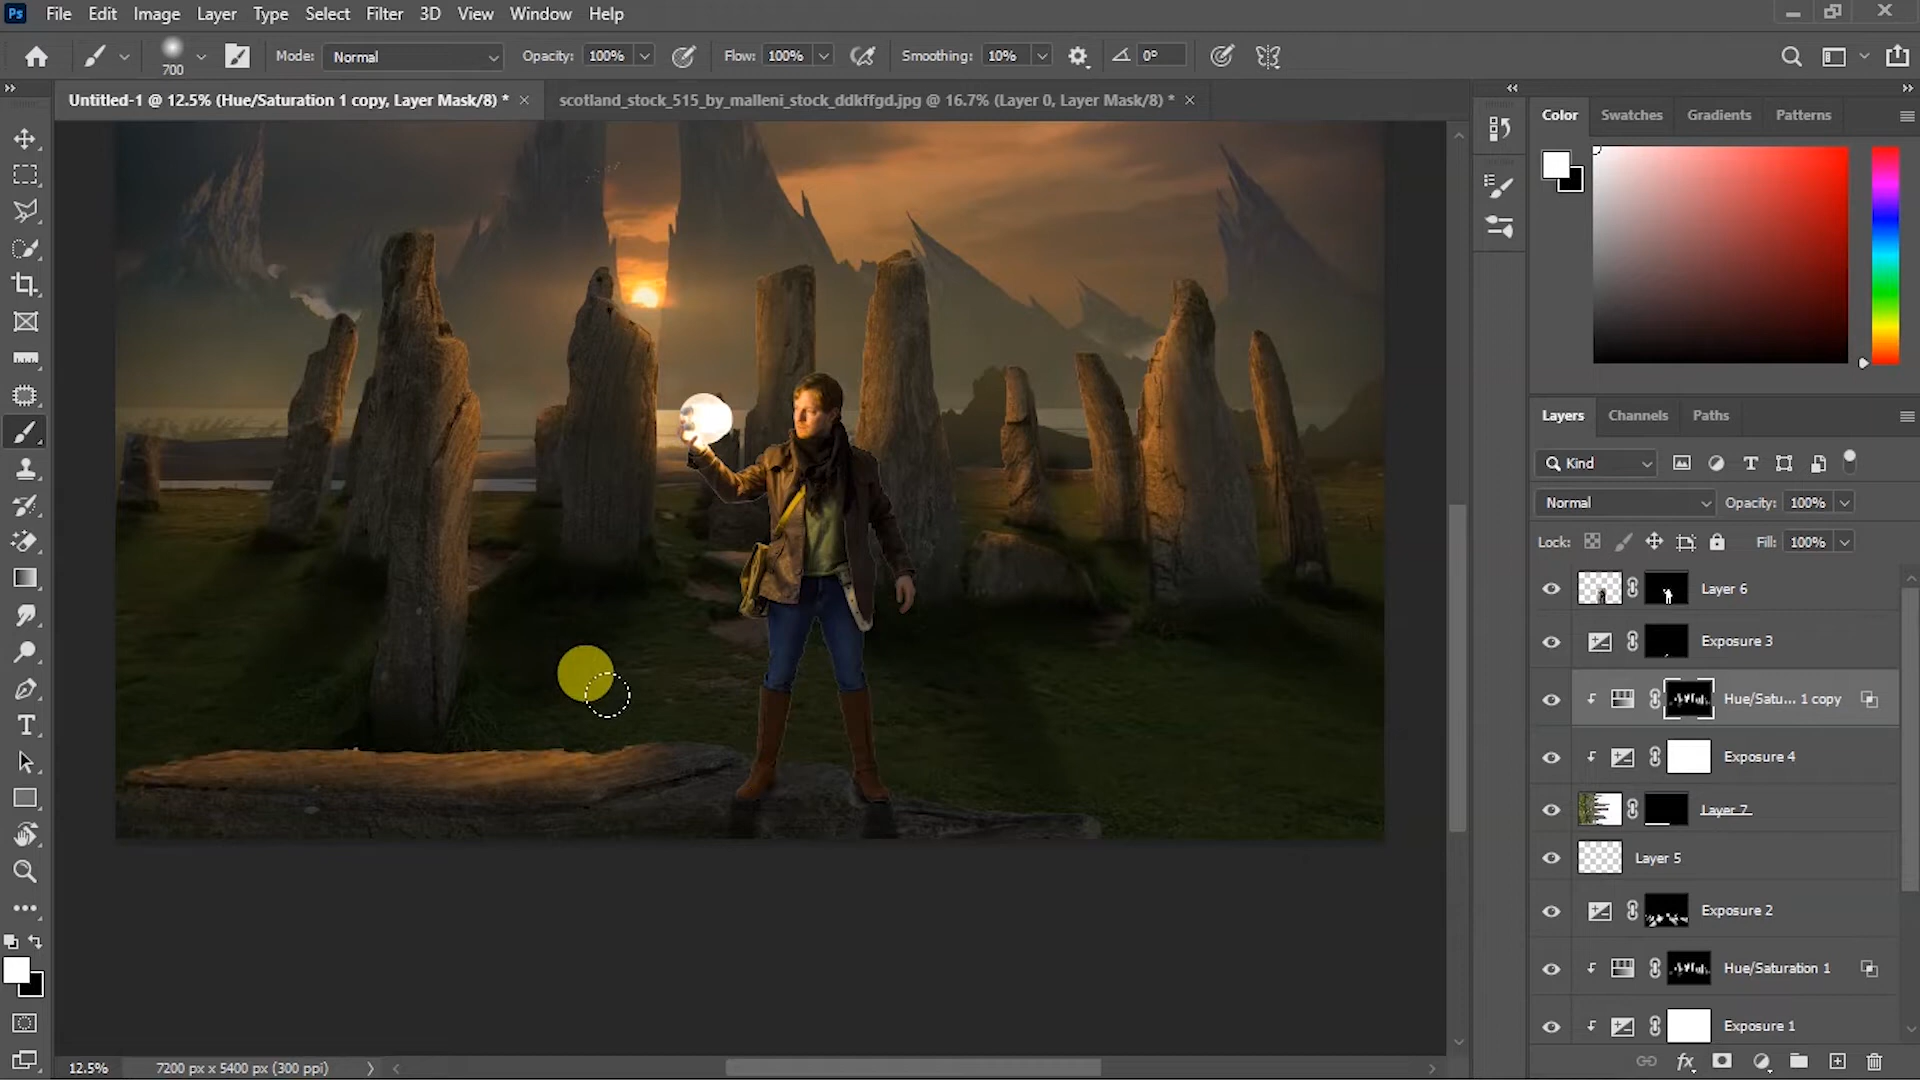 Ps File Edit Image Layer Type Select Filter 3D View Window Help
700 Mode: Normal Opacity: 100% Flow: 100% Smoothing: 10% 0°
Untitled-1 @ 12.5% (Hue/Saturation 1 copy, Layer Mask/8) * × scotland_stock_515_by_malleni_stock_ddkffgd.jpg @ 16.7% (Layer 0, Layer Mask/8) * ×
Color Swatches Gradients Patterns
Layers Channels Paths
Kind
Normal Opacity: 100%
Lock: Fill: 100%
Layer 6
Exposure 3
Hue/Satu... 1 copy
Exposure 4
Layer 7
Layer 5
Exposure 2
Hue/Saturation 1
Exposure 1
12.5% 7200 px x 5400 px (300 ppi)